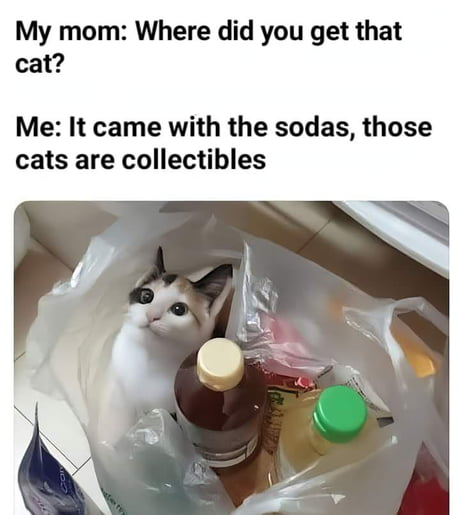 My mom: Where did you get that
cat?
Me: It came with the sodas, those
cats are collectibles